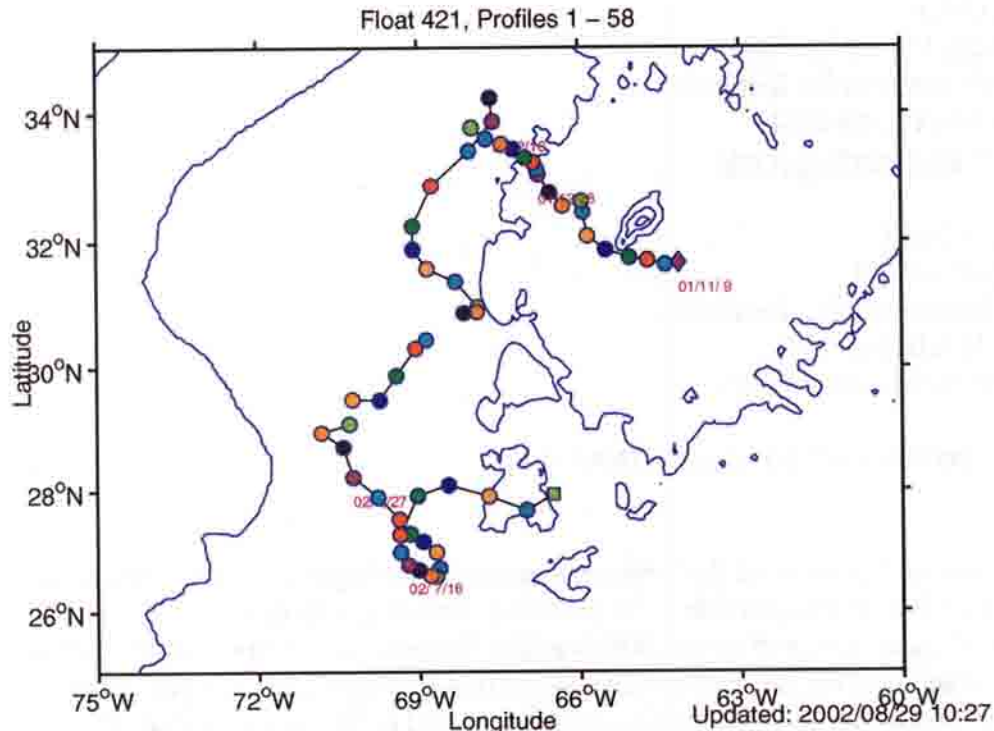 Float 421, Profiles 1 – 58
34°N
32°N
30°N
28°N
26°N
Latitude
01/11/ 9
02/ 7/16
75°W
72°W
69°W
66°W
63°W
60°W
Longitude
Updated: 2002/08/29 10:27